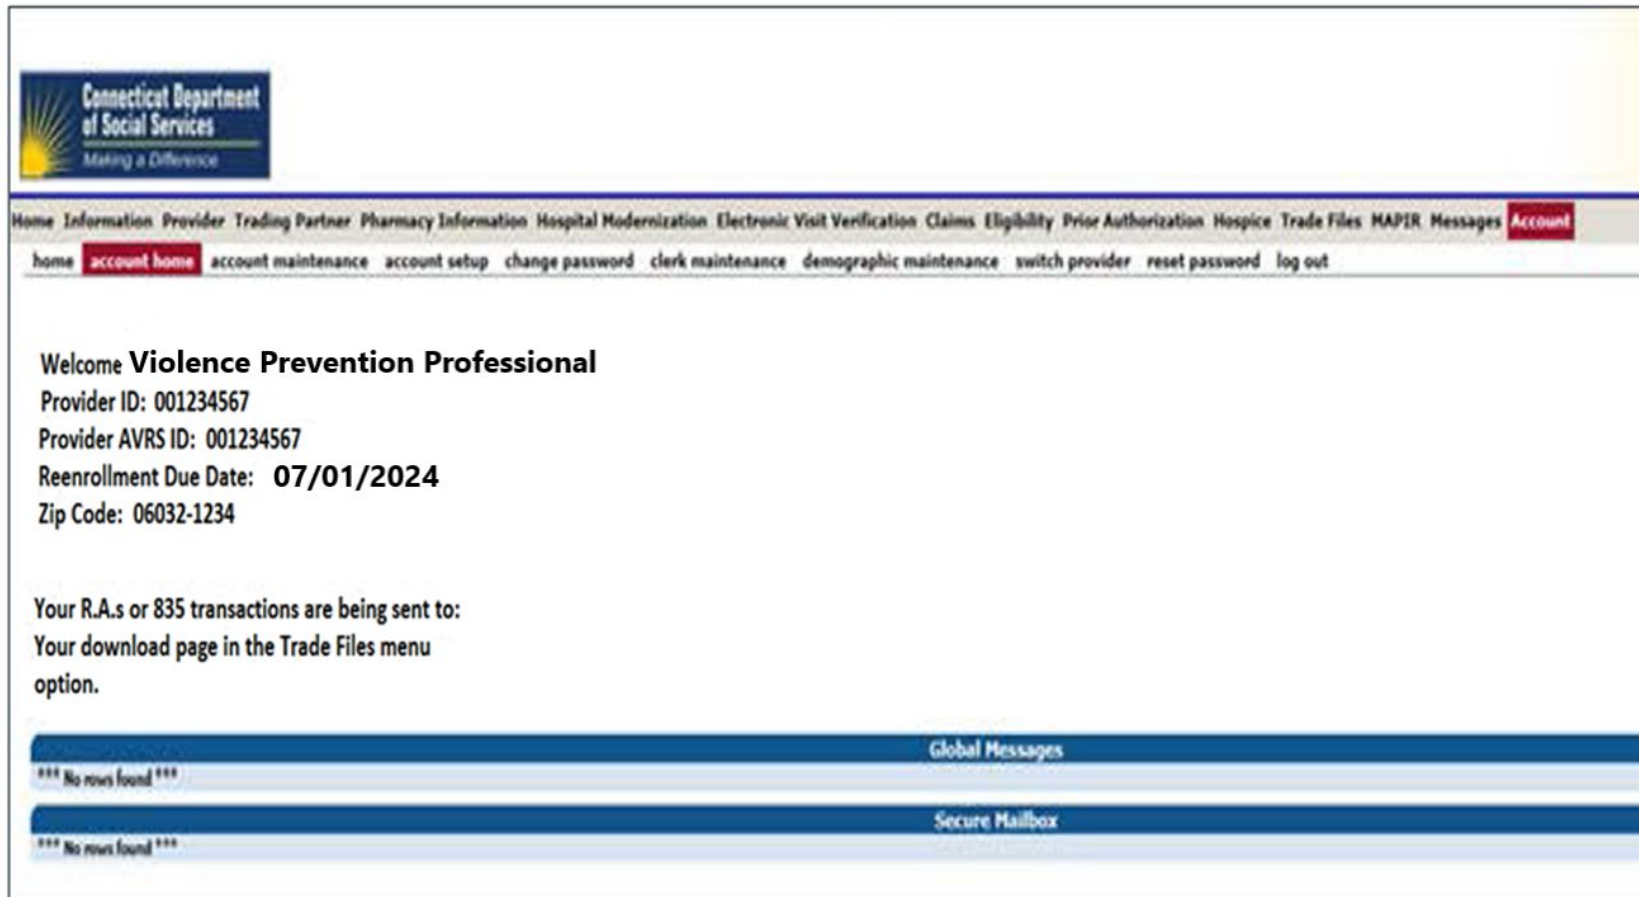 Connecticut Department
of Social Services
Making a Difference
Home Information Provider Trading Partner Pharmacy Information Hospital Modernization Electronic Visit Verification Claims Eligibility Prior Authorization Hospice Trade Files MAPIR Messages Account
home account home account maintenance account setup change password clerk maintenance demographic maintenance switch provider reset password log out
Welcome Violence Prevention Professional
Provider ID: 001234567
Provider AVRS ID: 001234567
Reenrollment Due Date: 07/01/2024
Zip Code: 06032-1234
Your R.A.s or 835 transactions are being sent to:
Your download page in the Trade Files menu
option.
Global Messages
*** No rows found ***
Secure Mailbox
*** No rows found ***